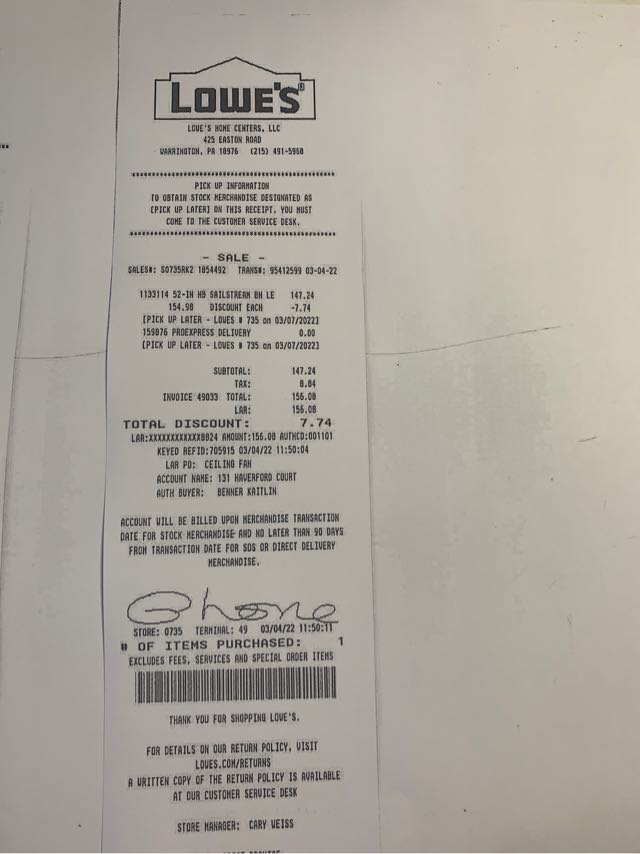 LOWE'S
LOWE'S HOME CENTERS, LLC
425 EASTON ROAD
WARRINGTON, PA 18976 (215) 491-5958
PICK UP INFORMATION
TO OBTAIN STOCK MERCHANDISE DESIGNATED AS
[PICK UP LATER] ON THIS RECEIPT, YOU MUST
COME TO THE CUSTOMER SERVICE DESK.
- SALE -
SALES#: S0735RK2 1854492 TRANS#: 95412599 03-04-22
1133114 52-IN HB SAILSTREAM BN LE 147.24
154.98 DISCOUNT EACH -7.74
[PICK UP LATER - LOWES # 735 on 03/07/2022]
159876 PROEXPRESS DELIVERY 0.00
[PICK UP LATER - LOWES # 735 on 03/07/2022]
SUBTOTAL: 147.24
TAX: 8.84
INVOICE 49033 TOTAL: 156.08
LAR: 156.08
TOTAL DISCOUNT: 7.74
LAR:XXXXXXXXXXXX8824 AMOUNT:156.08 AUTHCD:001101
KEYED REFID:705915 03/04/22 11:50:04
LAR PO: CEILING FAN
ACCOUNT NAME: 131 HAVERFORD COURT
AUTH BUYER: BENNER KAITLIN
ACCOUNT WILL BE BILLED UPON MERCHANDISE TRANSACTION
DATE FOR STOCK MERCHANDISE AND NO LATER THAN 90 DAYS
FROM TRANSACTION DATE FOR SOS OR DIRECT DELIVERY
MERCHANDISE.
Phone
STORE: 0735 TERMINAL: 49 03/04/22 11:50:11
# OF ITEMS PURCHASED: 1
EXCLUDES FEES, SERVICES AND SPECIAL ORDER ITEMS
THANK YOU FOR SHOPPING LOWE'S.
FOR DETAILS ON OUR RETURN POLICY, VISIT
LOWES.COM/RETURNS
A WRITTEN COPY OF THE RETURN POLICY IS AVAILABLE
AT OUR CUSTOMER SERVICE DESK
STORE MANAGER: CARY WEISS